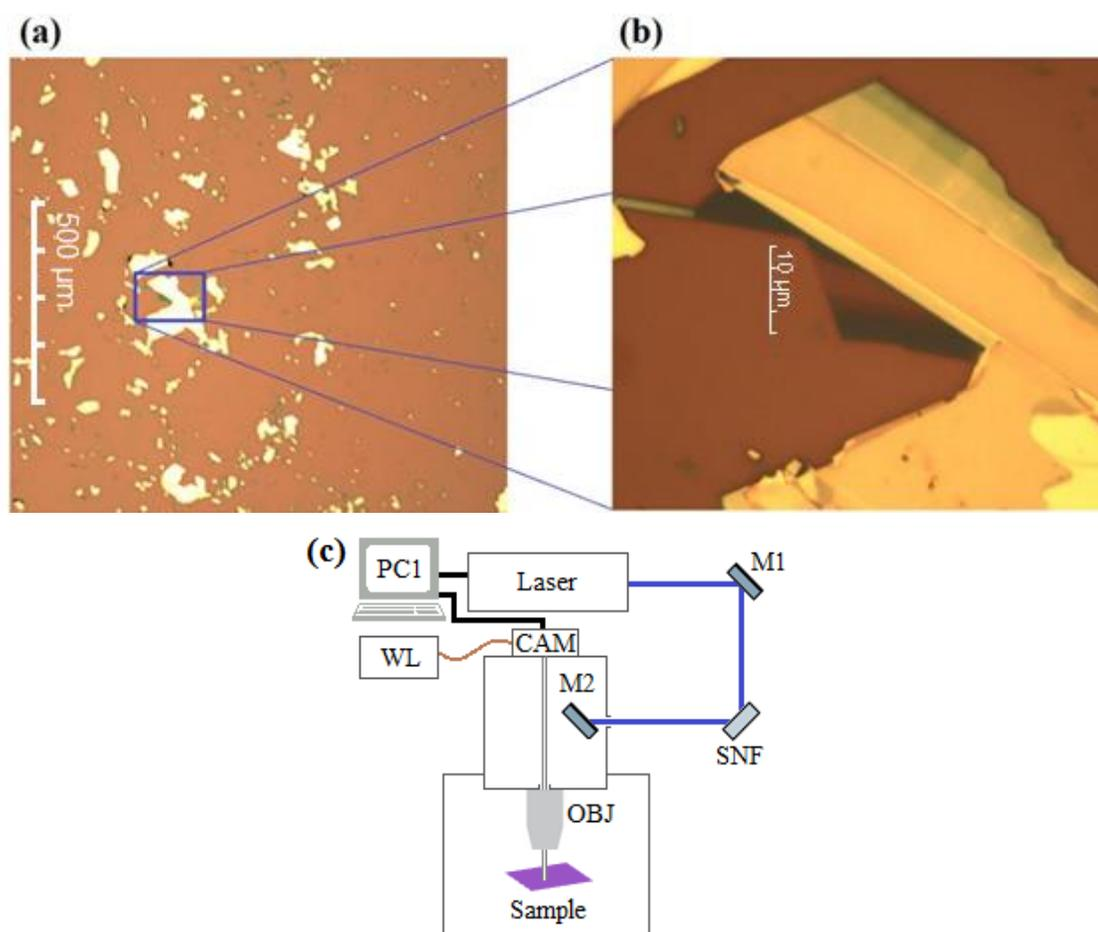 (a)
(b)
500 µm.
10 µm
(c)
PC1
Laser
M1
WL
CAM
M2
SNF
OBJ
Sample